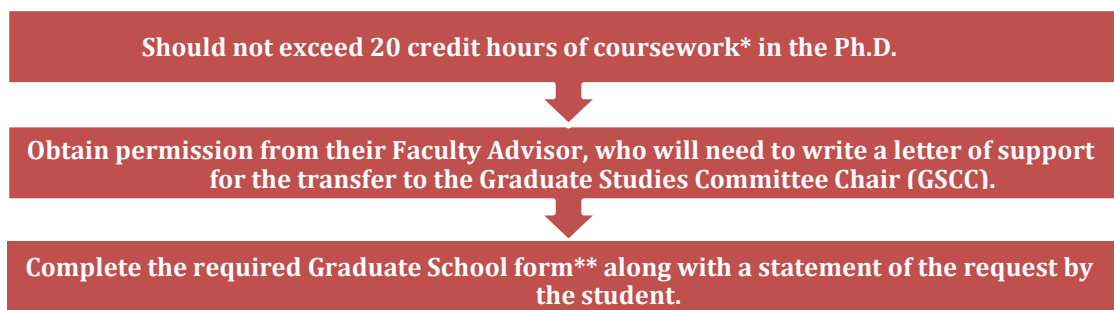 Should not exceed 20 credit hours of coursework* in the Ph.D.
Obtain permission from their Faculty Advisor, who will need to write a letter of support
for the transfer to the Graduate Studies Committee Chair (GSCC).
Complete the required Graduate School form** along with a statement of the request by
the student.